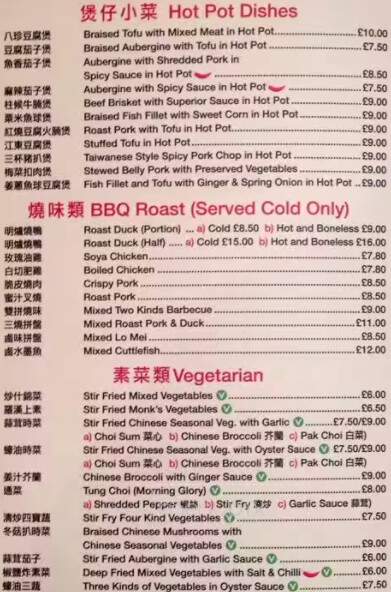 煲仔小菜 Hot Pot Dishes
八珍豆腐煲 Braised Tofu with Mixed Meat in Hot Pot £10.00
豆腐茄子煲 Braised Aubergine with Tofu in Hot Pot £7.50
魚香茄子煲 Aubergine with Shredded Pork in
Spicy Sauce in Hot Pot £8.50
麻辣茄子煲 Aubergine with Spicy Sauce in Hot Pot £7.50
柱候牛腩煲 Beef Brisket with Superior Sauce in Hot Pot £9.00
粟米魚球煲 Braised Fish Fillet with Sweet Corn in Hot Pot £9.00
紅燒豆腐火腩煲 Roast Pork with Tofu in Hot Pot £9.00
江東豆腐煲 Stuffed Tofu in Hot Pot £9.00
三杯豬扒煲 Taiwanese Style Spicy Pork Chop in Hot Pot £9.00
梅菜扣肉煲 Stewed Belly Pork with Preserved Vegetables £9.00
姜蔥魚球豆腐煲 Fish Fillet and Tofu with Ginger & Spring Onion in Hot Pot ..£9.00
燒味類 BBQ Roast (Served Cold Only)
明爐燒鴨 Roast Duck (Portion) ... a) Cold £8.50 b) Hot and Boneless £9.00
明爐燒鴨 Roast Duck (Half) ..... a) Cold £15.00 b) Hot and Boneless £16.00
玫瑰油雞 Soya Chicken £7.80
白切肥雞 Boiled Chicken £7.80
脆皮燒肉 Crispy Pork £8.50
蜜汁叉燒 Roast Pork £8.50
雙拼燒味 Mixed Two Kinds Barbecue £9.00
三燒拼盤 Mixed Roast Pork & Duck £11.00
鹵味拼盤 Mixed Lo Mei £8.50
鹵水墨魚 Mixed Cuttlefish £12.00
素菜類 Vegetarian
炒什錦菜 Stir Fried Mixed Vegetables V £6.00
羅漢上素 Stir Fried Monk's Vegetables V £6.50
蒜茸時菜 Stir Fried Chinese Seasonal Veg. with Garlic V £7.50/£9.00
a) Choi Sum 菜心 b) Chinese Broccoli 芥蘭 c) Pak Choi 白菜)
蠔油時菜 Stir Fried Chinese Seasonal Veg. with Oyster Sauce V £7.50/£9.00
a) Choi Sum 菜心 b) Chinese Broccoli 芥蘭 c) Pak Choi 白菜)
姜汁芥蘭 Chinese Broccoli with Ginger Sauce V £9.00
通菜 Tung Choi (Morning Glory) V £8.00
a) Shredded Pepper 椒絲 b) Stir Fry 清炒 c) Garlic Sauce 蒜茸)
清炒四寶蔬 Stir Fry Four Kind Vegetables V £7.50
冬菇扒時菜 Braised Chinese Mushrooms with
Chinese Seasonal Vegetables V £9.00
蒜茸茄子 Stir Fried Aubergine with Garlic Sauce V £6.00
椒鹽炸素菜 Deep Fried Mixed Vegetables with Salt & Chilli V £6.00
蠔油三蔬 Three Kinds of Vegetables in Oyster Sauce V £7.50